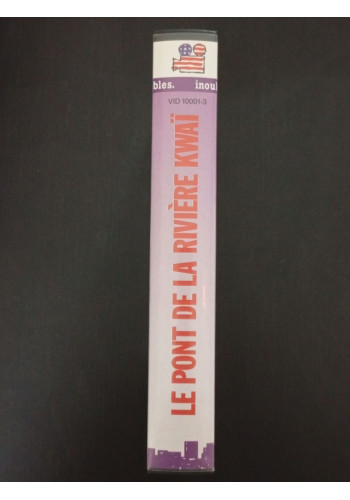 bles. inoul
VID 10001-3
LE PONT DE LA RIVIÈRE KWAÏ